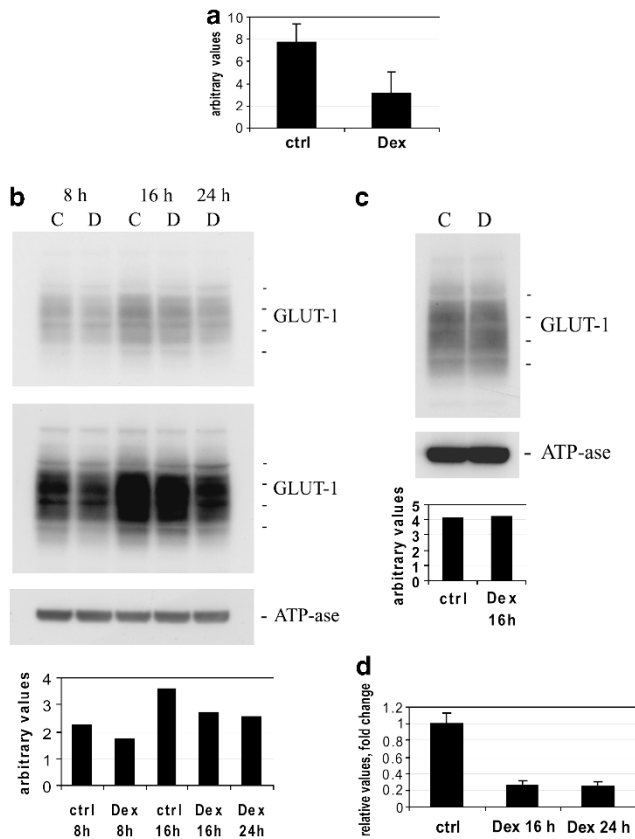 a
arbitrary values
10
8
6
4
2
0
ctrl Dex
b
8 h 16 h 24 h
C D C D D
- GLUT-1
- GLUT-1
- ATP-ase
arbitrary values
4
3
2
1
0
ctrl Dex ctrl Dex Dex
8h 8h 16h 16h 24h
c
C D
GLUT-1
- ATP-ase
arbitrary values
5
4
3
2
1
0
ctrl Dex
16h
d
relative values, fold change
1.2
1
0.8
0.6
0.4
0.2
0
ctrl Dex 16 h Dex 24 h